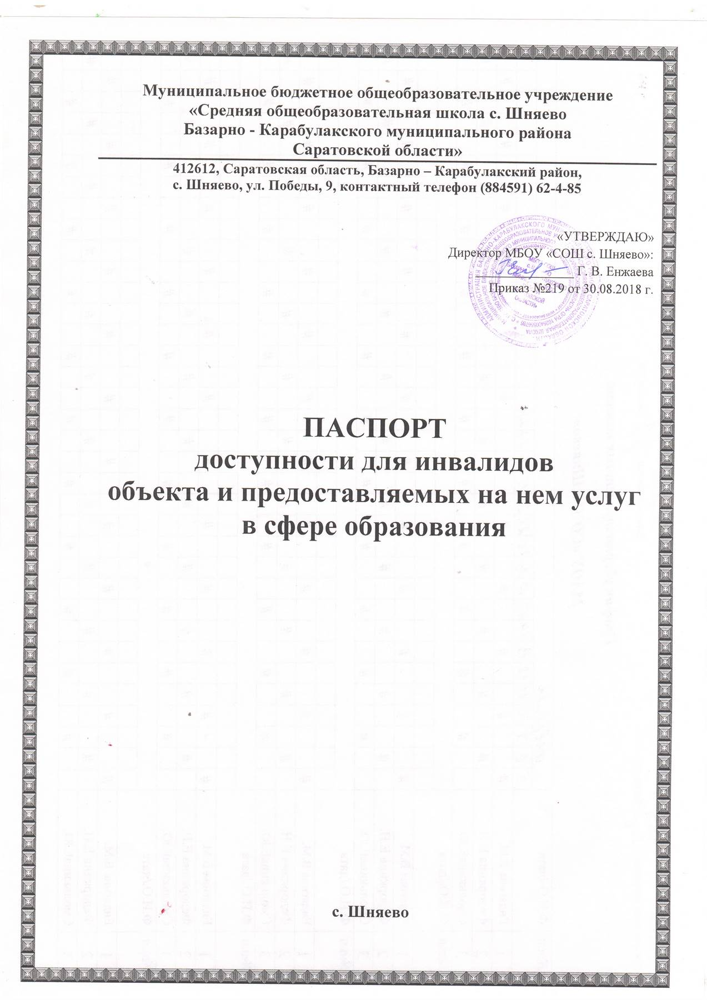 Муниципальное бюджетное общеобразовательное учреждение
«Средняя общеобразовательная школа с. Шняево
Базарно - Карабулакского муниципального района
Саратовской области»
412612, Саратовская область, Базарно – Карабулакский район,
с. Шняево, ул. Победы, 9, контактный телефон (884591) 62-4-85
«УТВЕРЖДАЮ»
Директор МБОУ «СОШ с. Шняево»:
Г. В. Енжаева
Приказ №219 от 30.08.2018 г.
ПАСПОРТ
доступности для инвалидов
объекта и предоставляемых на нем услуг
в сфере образования
с. Шняево